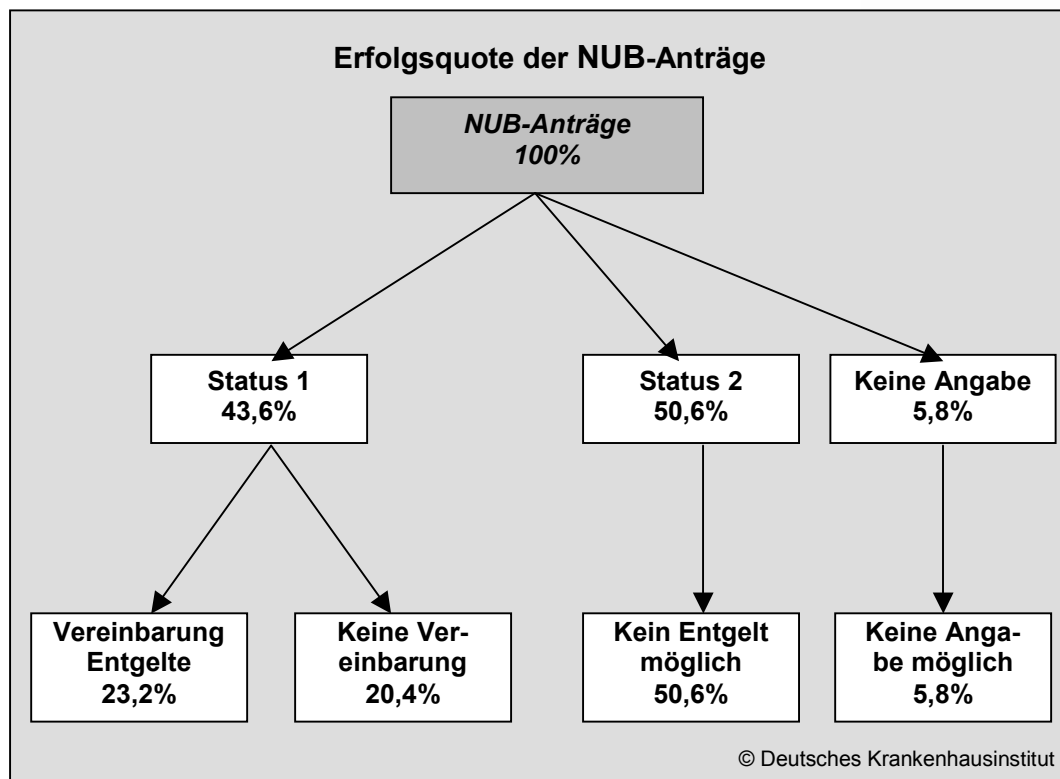 Erfolgsquote der NUB-Anträge
NUB-Anträge
100%
Status 1
43,6%
Status 2
50,6%
Keine Angabe
5,8%
Vereinbarung
Entgelte
23,2%
Keine Ver-
einbarung
20,4%
Kein Entgelt
möglich
50,6%
Keine Anga-
be möglich
5,8%
© Deutsches Krankenhausinstitut